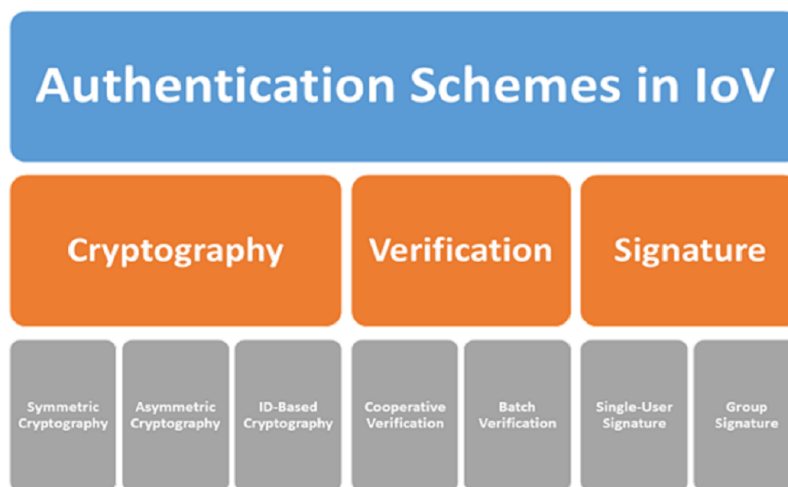 Authentication Schemes in IoV
Cryptography
Verification
Signature
Symmetric
Cryptography
Asymmetric
Cryptography
ID-Based
Cryptography
Cooperative
Verification
Batch
Verification
Single-User
Signature
Group
Signature